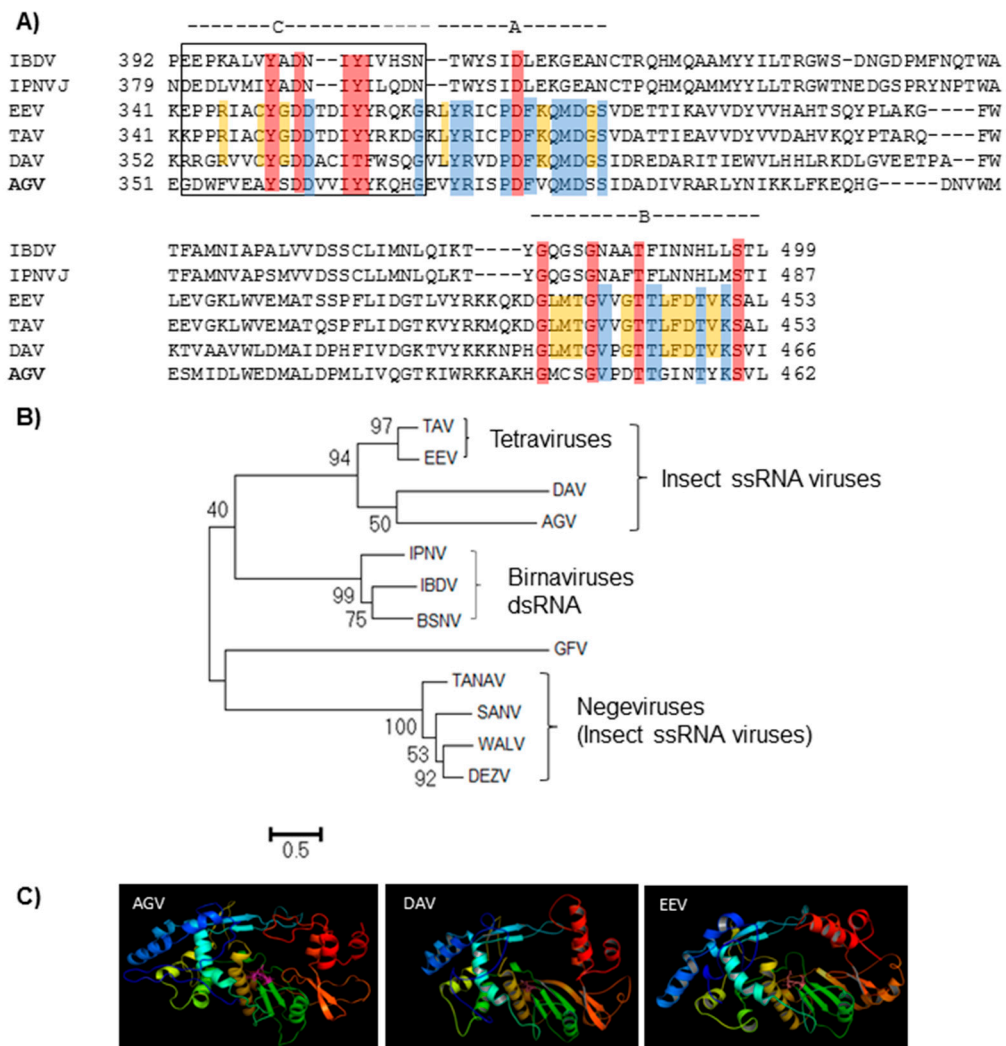 A)
-------C------- ----- -------A-------
IBDV 392 PEEPKALVYADN--IYIVHSN--TWYSIDLEKGEANCTRQHMQAAMYYILTRGWS-DNGDPMFNQTWA
IPNVJ 379 NDEDLVMIYADN--IYILQDN--TWYSIDLEKGEANCTPQHMQAMMYYLLTRGWTNEDGSPRYNPTWA
EEV 341 KEPPRIACYGDDTDIYYRQKGRLYRICPDFKQMDGSVDETTIKAVVDYVVHAHTSQYPLAKG----FW
TAV 341 KKPPRIACYGDDTDIYYRKDGKLYRICPDFKQMDGSVDATTIEAVVDYVVDAHVKQYPTARQ----FW
DAV 352 KRRGRVVCYGDDACITFWSQGVLYRVDPDFKQMDGSIDREDARITIEWVLHHLRKDLGVEETPA--FW
AGV 351 EGDWFVEAYSDDVVIYYKQHGEVYRISPDFVQMDSSIDADIVRARLYNIKKLFKEQHG-----DNVWM
-----------B-----------
IBDV TFAMNIAPALVVDSSCLIMNLQIKT----YGQGSGNAATFINNHLLSTL 499
IPNVJ TFAMNVAPSMVVDSSCLLMNLQLKT----YGQGSGNAFTFLNNHLMSTI 487
EEV LEVGKLWVEMATSSPFLIDGTLVYRKKQKDGLMTGVVGTTLFDTVKSAL 453
TAV EEVGKLWVEMATQSPFLIDGTKVYRKMQKDGLMTGVVGTTLFDTVKSAL 453
DAV KTVAAVWLDMAIDPHFIVDGKTVYKKKNPHGLMTGVPGTTLFDTVKSVI 466
AGV ESMIDLWEDMALDPMLIVQGTKIWRKKAKHGMCSGVPDTTGINTYKSVL 462
B)
97 TAV
EEV
Tetraviruses
94
Insect ssRNA viruses
DAV
40
50 AGV
IPNV
99 IBDV
Birnaviruses
dsRNA
75 BSNV
GFV
TANAV
100 SANV
Negeviruses
(Insect ssRNA viruses)
53 WALV
92 DEZV
0.5
C)
AGV DAV EEV